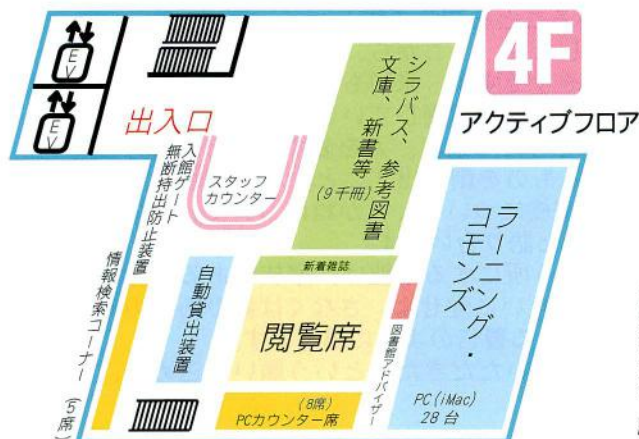 4F
アクティブフロア
EV
EV
出入口
入館ゲート
無断持出防止装置
スタッフ
カウンター
シラバス、参考図書
文庫、新書等
(9千冊)
新着雑誌
自動貸出装置
閲覧席
図書館アドバイザー
ラーニング・
コモンズ
PC(iMac)
28台
情報検索コーナー(5席)
(8席)
PCカウンター席